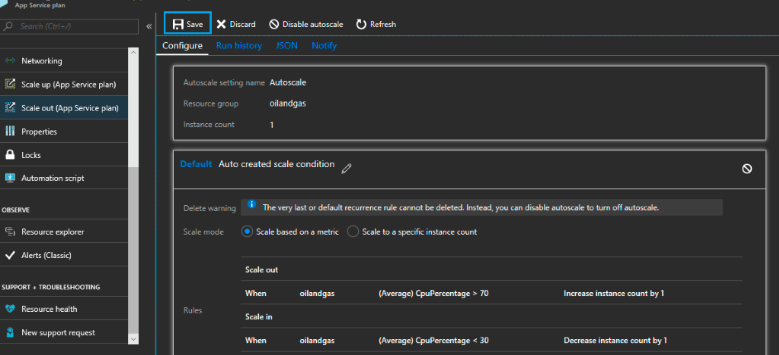 App Service plan
Search (Ctrl+/)
«
Save
Discard
Disable autoscale
Refresh
Configure
Run history
JSON
Notify
Networking
Scale up (App Service plan)
Scale out (App Service plan)
Properties
Locks
Automation script
OBSERVE
Resource explorer
Alerts (Classic)
SUPPORT + TROUBLESHOOTING
Resource health
New support request
Autoscale setting name Autoscale
Resource group oilandgas
Instance count 1
Default Auto created scale condition
Delete warning The very last or default recurrence rule cannot be deleted. Instead, you can disable autoscale to turn off autoscale.
Scale mode Scale based on a metric Scale to a specific instance count
Rules
Scale out
When oilandgas (Average) CpuPercentage > 70 Increase instance count by 1
Scale in
When oilandgas (Average) CpuPercentage < 30 Decrease instance count by 1